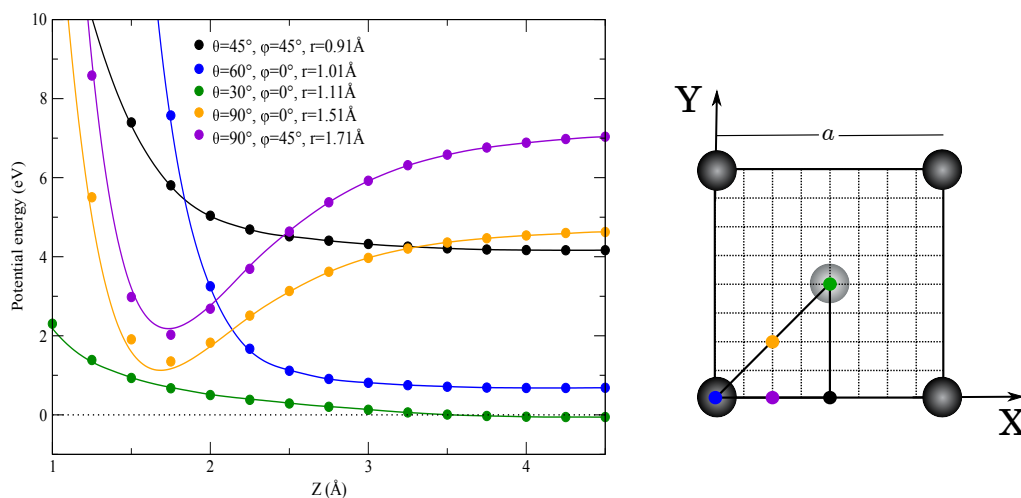 10
8
6
4
2
0
Potential energy (eV)
θ=45°, φ=45°, r=0.91Å
θ=60°, φ=0°, r=1.01Å
θ=30°, φ=0°, r=1.11Å
θ=90°, φ=0°, r=1.51Å
θ=90°, φ=45°, r=1.71Å
1 2 3 4
Z (Å)
Y
a
X